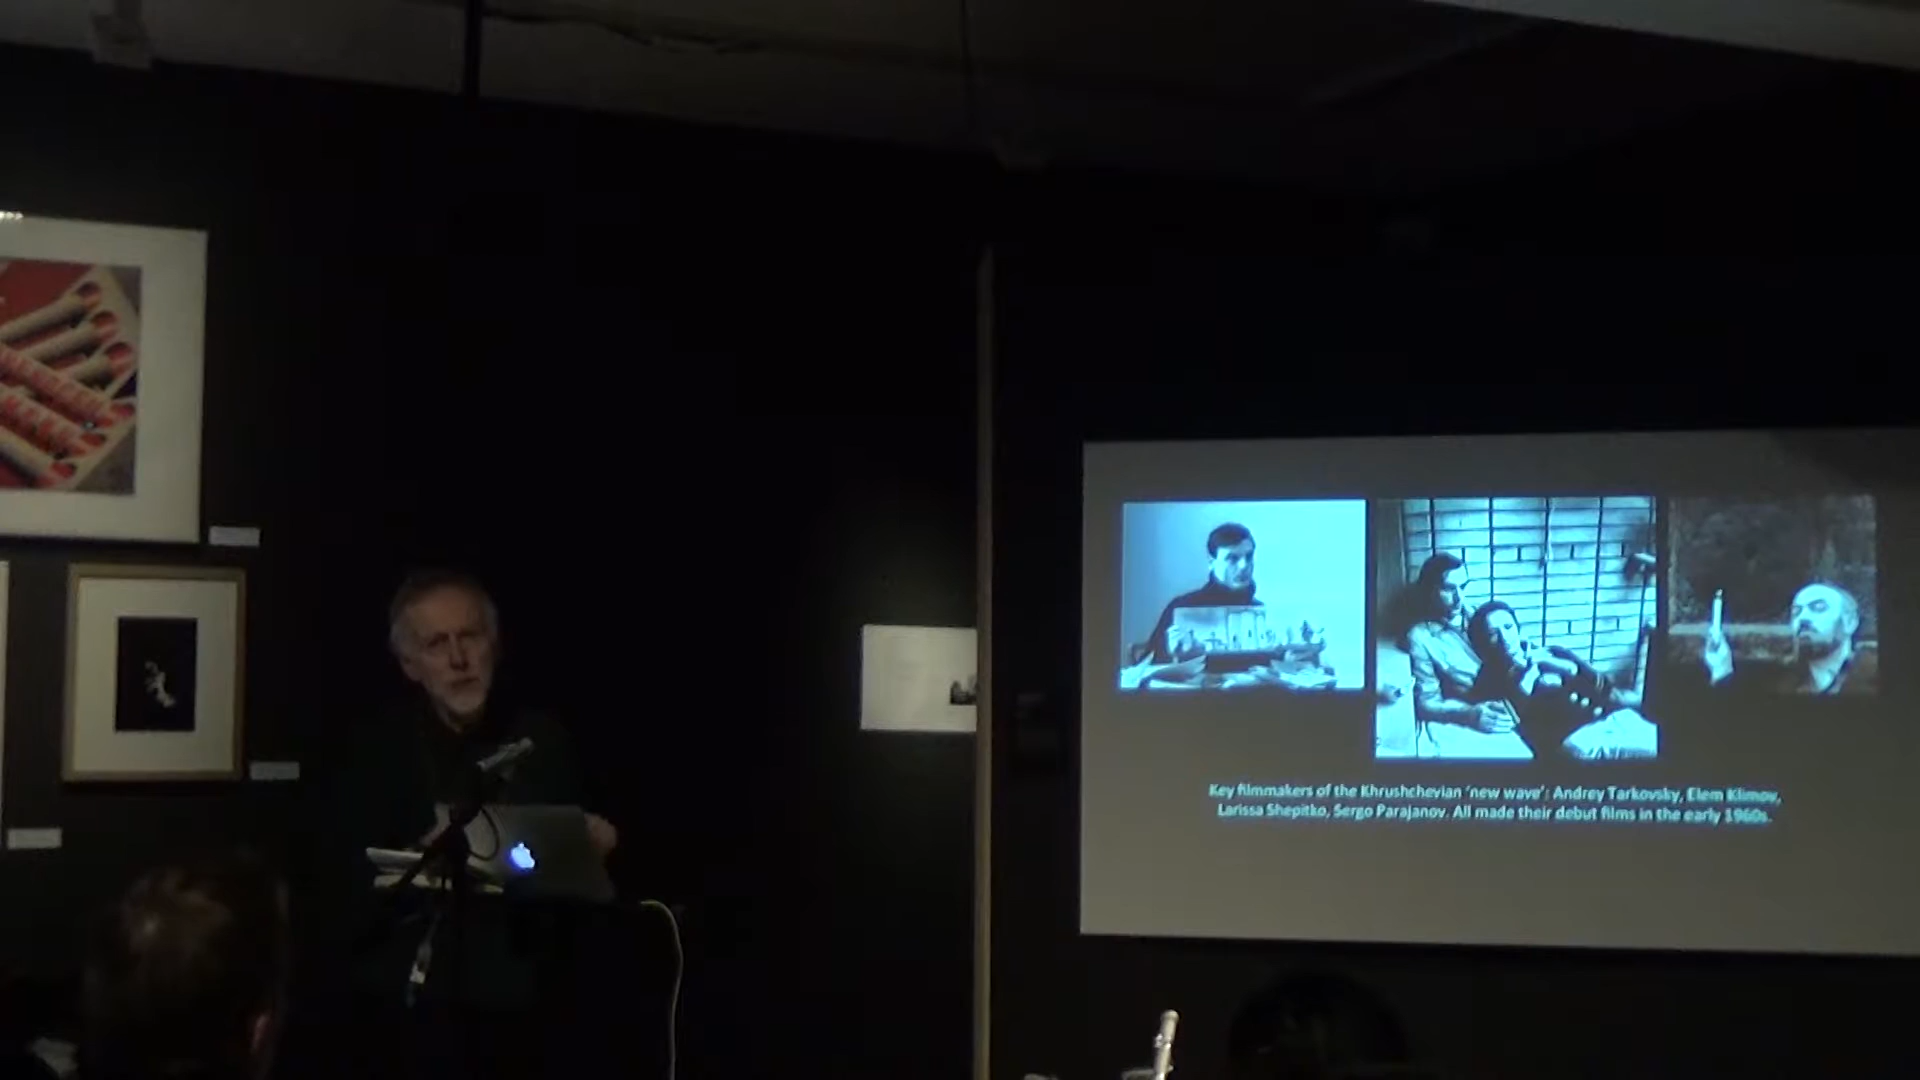 Key filmmakers of the Khrushchevian 'new wave': Andrey Tarkovsky, Elem Klimov,
Larissa Shepitko, Sergo Parajanov. All made their debut films in the early 1960s.